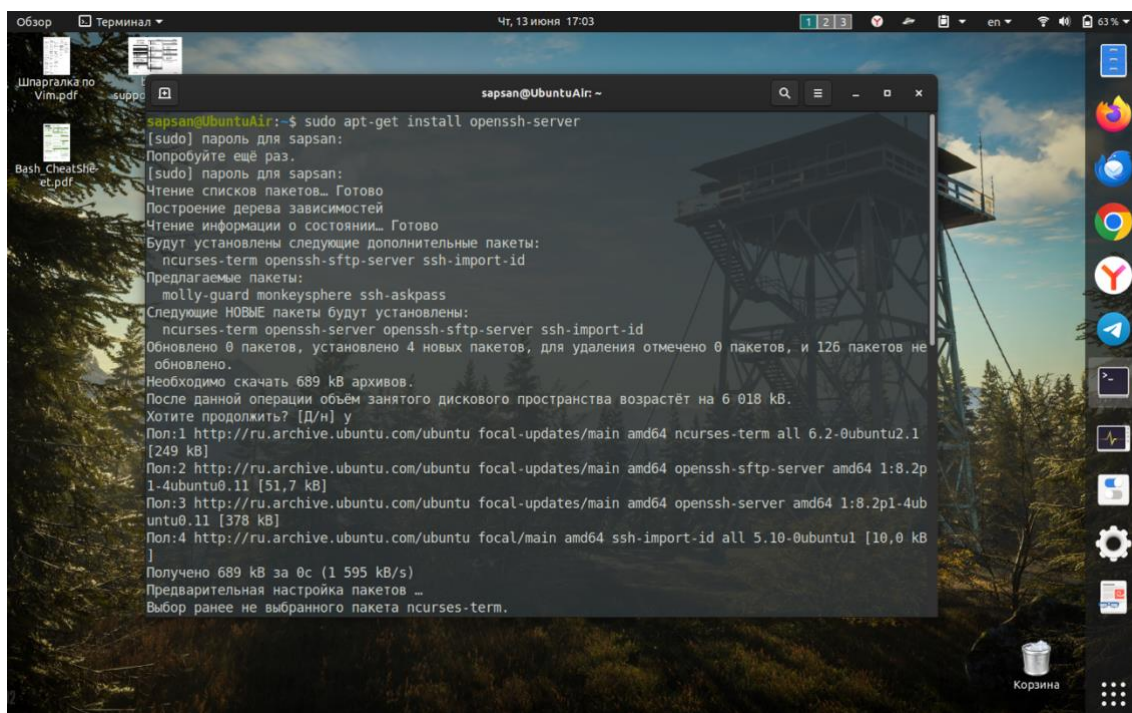 Обзор
Терминал
Чт, 13 июня 17:03
1 2 3
en
63 %
Шпаргалка по
Vim.pdf
Bash_CheatShe-
et.pdf
sapsan@UbuntuAir: ~
sapsan@UbuntuAir:~$ sudo apt-get install openssh-server
[sudo] пароль для sapsan:
Попробуйте ещё раз.
[sudo] пароль для sapsan:
Чтение списков пакетов… Готово
Построение дерева зависимостей
Чтение информации о состоянии… Готово
Будут установлены следующие дополнительные пакеты:
ncurses-term openssh-sftp-server ssh-import-id
Предлагаемые пакеты:
molly-guard monkeysphere ssh-askpass
Следующие НОВЫЕ пакеты будут установлены:
ncurses-term openssh-server openssh-sftp-server ssh-import-id
Обновлено 0 пакетов, установлено 4 новых пакетов, для удаления отмечено 0 пакетов, и 126 пакетов не
обновлено.
Необходимо скачать 689 kB архивов.
После данной операции объём занятого дискового пространства возрастёт на 6 018 kB.
Хотите продолжить? [Д/н] y
Пол:1 http://ru.archive.ubuntu.com/ubuntu focal-updates/main amd64 ncurses-term all 6.2-0ubuntu2.1
[249 kB]
Пол:2 http://ru.archive.ubuntu.com/ubuntu focal-updates/main amd64 openssh-sftp-server amd64 1:8.2p
1-4ubuntu0.11 [51,7 kB]
Пол:3 http://ru.archive.ubuntu.com/ubuntu focal-updates/main amd64 openssh-server amd64 1:8.2p1-4ub
untu0.11 [378 kB]
Пол:4 http://ru.archive.ubuntu.com/ubuntu focal/main amd64 ssh-import-id all 5.10-0ubuntu1 [10,0 kB
]
Получено 689 kB за 0с (1 595 kB/s)
Предварительная настройка пакетов …
Выбор ранее не выбранного пакета ncurses-term.
Корзина